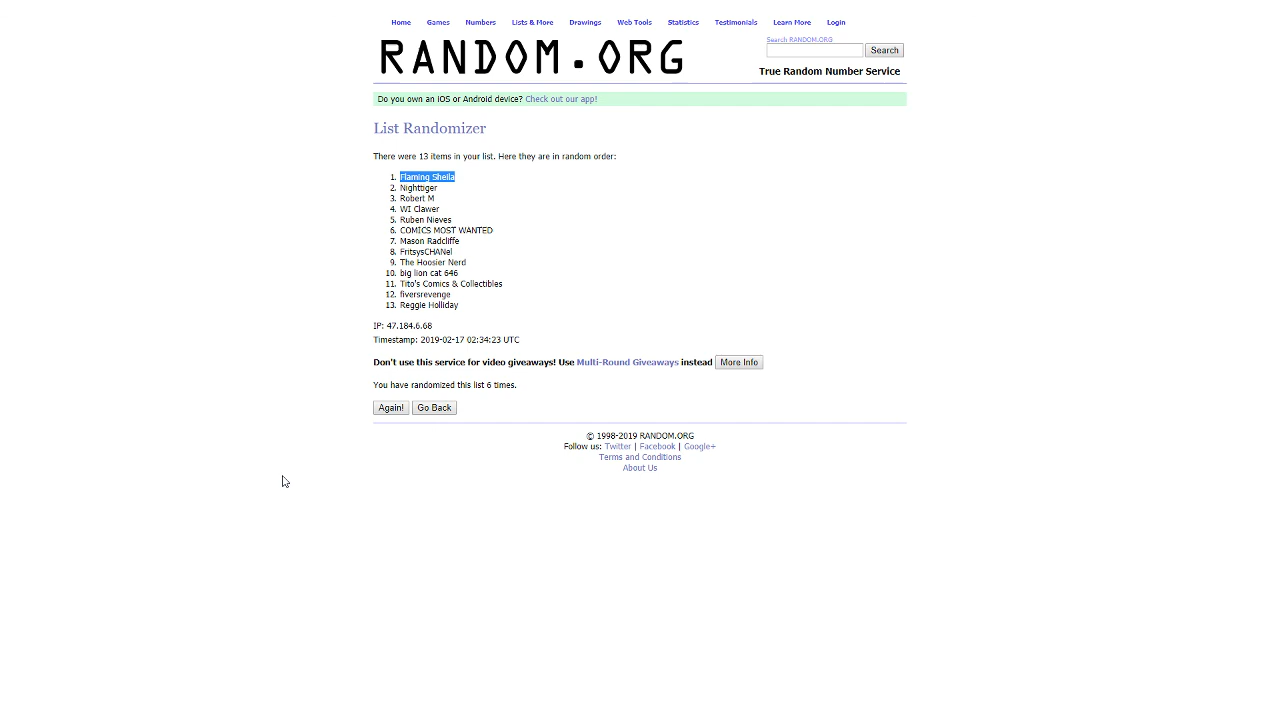 Home Games Numbers Lists & More Drawings Web Tools Statistics Testimonials Learn More Login
RANDOM.ORG
Search RANDOM.ORG
Search
True Random Number Service
Do you own an iOS or Android device? Check out our app!
List Randomizer
There were 13 items in your list. Here they are in random order:
1. Flaming Sheila
2. Nighttiger
3. Robert M
4. WI Clawer
5. Ruben Nieves
6. COMICS MOST WANTED
7. Mason Radcliffe
8. FritsysCHANel
9. The Hoosier Nerd
10. big lion cat 646
11. Tito's Comics & Collectibles
12. fiversrevenge
13. Reggie Holliday
IP: 47.184.6.68
Timestamp: 2019-02-17 02:34:23 UTC
Don't use this service for video giveaways! Use Multi-Round Giveaways instead More Info
You have randomized this list 6 times.
Again! Go Back
© 1998-2019 RANDOM.ORG
Follow us: Twitter | Facebook | Google+
Terms and Conditions
About Us